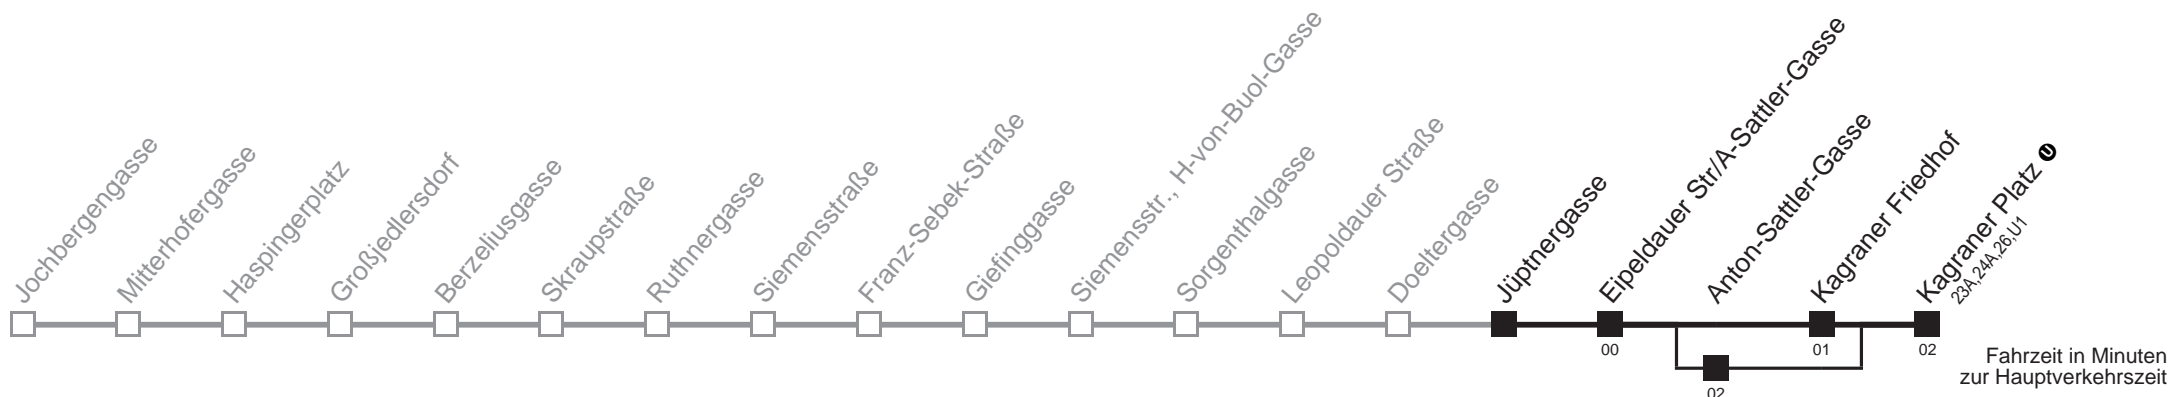 Jochbergengasse
Mitterhofergasse
Haspingerplatz
Großjedlersdorf
Berzeliusgasse
Skraupstraße
Ruthnergasse
Siemensstraße
Franz-Sebek-Straße
Giefinggasse
Siemensstr., H-von-Buol-Gasse
Sorgenthalgasse
Leopoldauer Straße
Doeltergasse
Jüptnergasse
Eipeldauer Str/A-Sattler-Gasse
Anton-Sattler-Gasse
Kagraner Friedhof
Kagraner Platz U
23A,24A,26,U1
00
01
02
02
Fahrzeit in Minuten
zur Hauptverkehrszeit